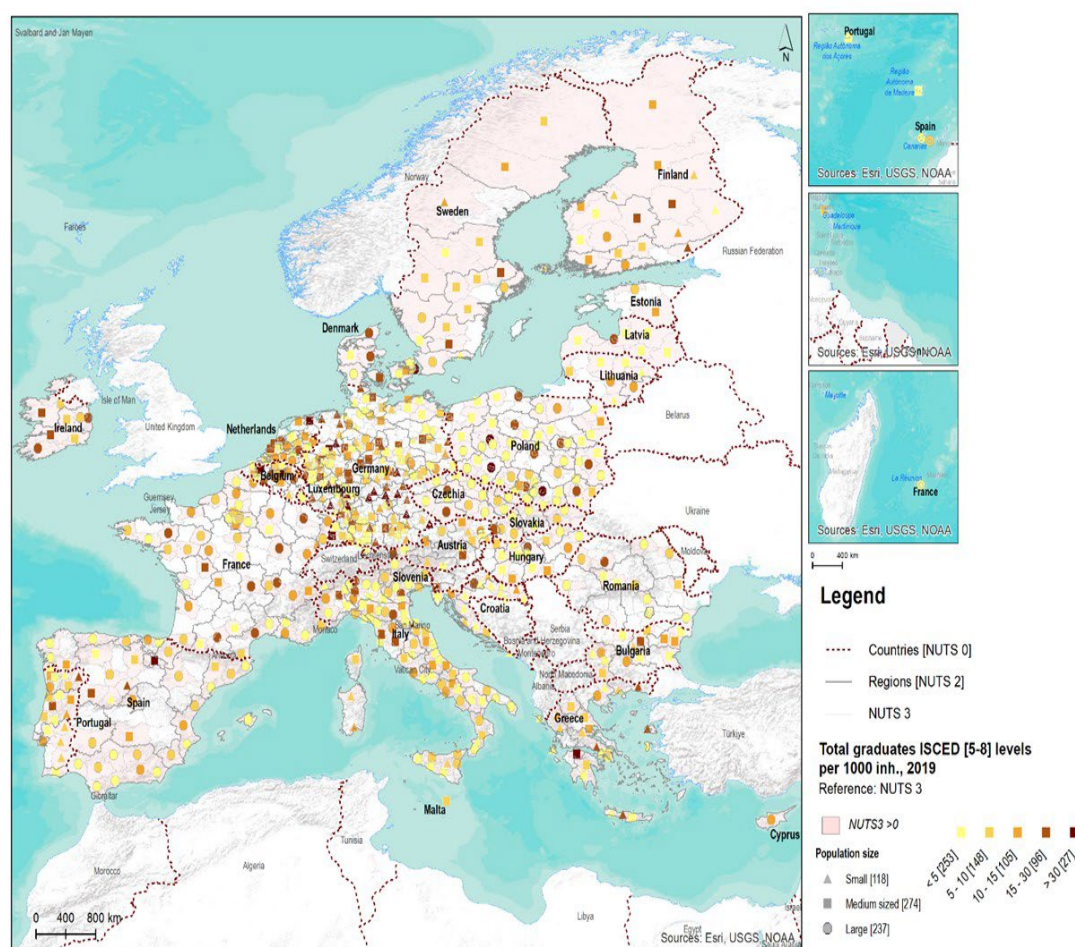 Svalbard and Jan Mayen
N
Norway
Finland
Sweden
Faloes
Russian Federation
Estonia
Denmark
Latvia
Lithuania
Isle of Man
Ireland
United Kingdom
Netherlands
Belarus
Poland
Belgium
Germany
Luxembourg
Czechia
Guernsey
Jersey
Ukraine
Slovakia
Austria
Switzerland
Hungary
Moldova
France
Slovenia
Romania
Croatia
Monaco
San Marino
Italy
Serbia
Bosnia and Herzegovina
Montenegro
Bulgaria
Andorra
Vatican City
North Macedonia
Albania
Spain
Portugal
Greece
Türkiye
Gibraltar
Malta
Cyprus
Tunisia
Morocco
Algeria
Libya
Egypt
0 400 800 km
Sources: Esri, USGS, NOAA
Portugal
Região Autónoma
dos Açores
Região
Autónoma
da Madeira
Spain
Canarias
Sources: Esri, USGS, NOAA
Guadeloupe
Martinique
Sources: Esri, USGS, NOAA
Mayotte
La Réunion
France
Sources: Esri, USGS, NOAA
0 400 km
Legend
Countries [NUTS 0]
Regions [NUTS 2]
NUTS 3
Total graduates ISCED [5-8] levels
per 1000 inh., 2019
Reference: NUTS 3
NUTS3 >0
Population size
Small [118]
Medium sized [274]
Large [237]
< 5 [253]
5 - 10 [148]
10 - 15 [105]
15 - 30 [96]
> 30 [27]